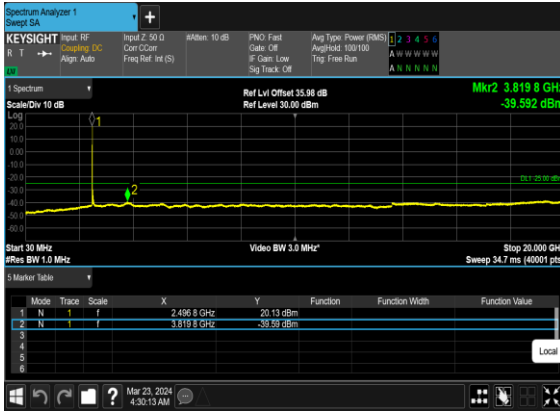 Spectrum Analyzer 1
Swept SA
+
KEYSIGHT
R T
LV
Input: RF
Coupling: DC
Align: Auto
Input Z: 50 Ω
Corr CCorr
Freq Ref: Int (S)
#Atten: 10 dB
PNO: Fast
Gate: Off
IF Gain: Low
Sig Track: Off
Avg Type: Power (RMS)
Avg|Hold: 100/100
Trig: Free Run
1 2 3 4 5 6
A W W W W W
A N N N N N
1 Spectrum
Scale/Div 10 dB
Ref Lvl Offset 35.98 dB
Ref Level 30.00 dBm
Mkr2 3.819 8 GHz
-39.592 dBm
Log
20.0
10.0
0.00
-10.0
-20.0
-30.0
-40.0
-50.0
-60.0
1
2
DL1 -25.00 dBm
Start 30 MHz
#Res BW 1.0 MHz
Video BW 3.0 MHz*
Stop 20.000 GHz
Sweep 34.7 ms (40001 pts)
5 Marker Table
Mode Trace Scale X Y Function Function Width Function Value
1 N 1 f 2.496 8 GHz 20.13 dBm
2 N 1 f 3.819 8 GHz -39.59 dBm
3
4
5
6
Local
?
Mar 23, 2024
4:30:13 AM